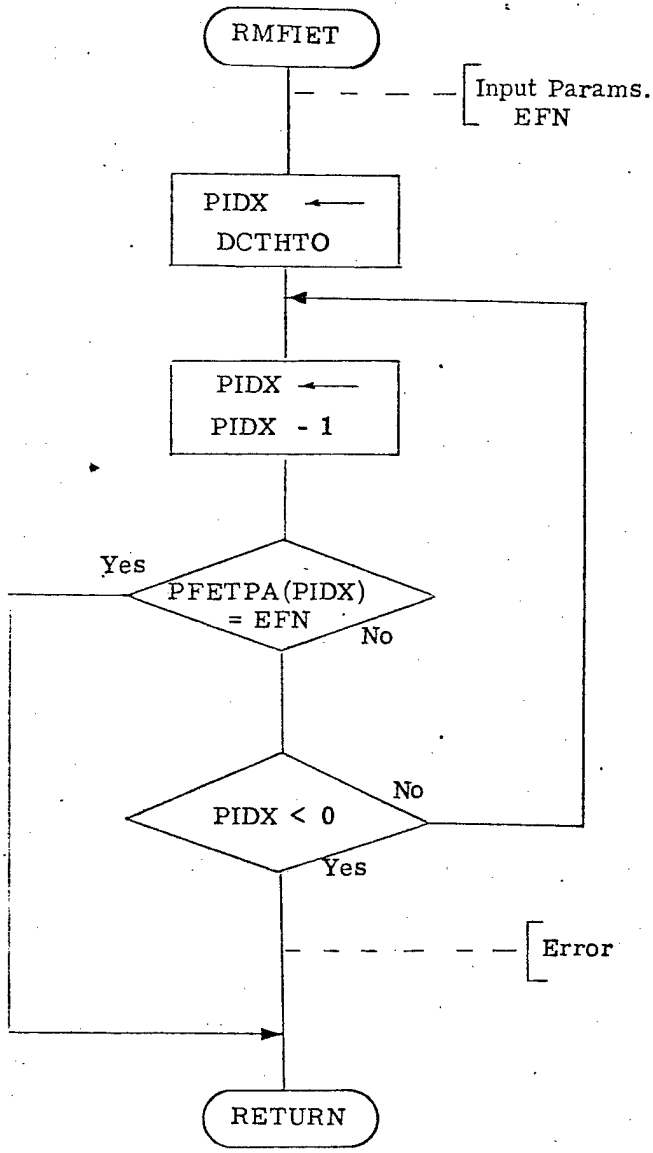 RMFIET
Input Params.
EFN
PIDX ←
DCTHTO
PIDX ←
PIDX - 1
Yes
PFETPA(PIDX)
= EFN
No
PIDX < 0
No
Yes
Error
RETURN